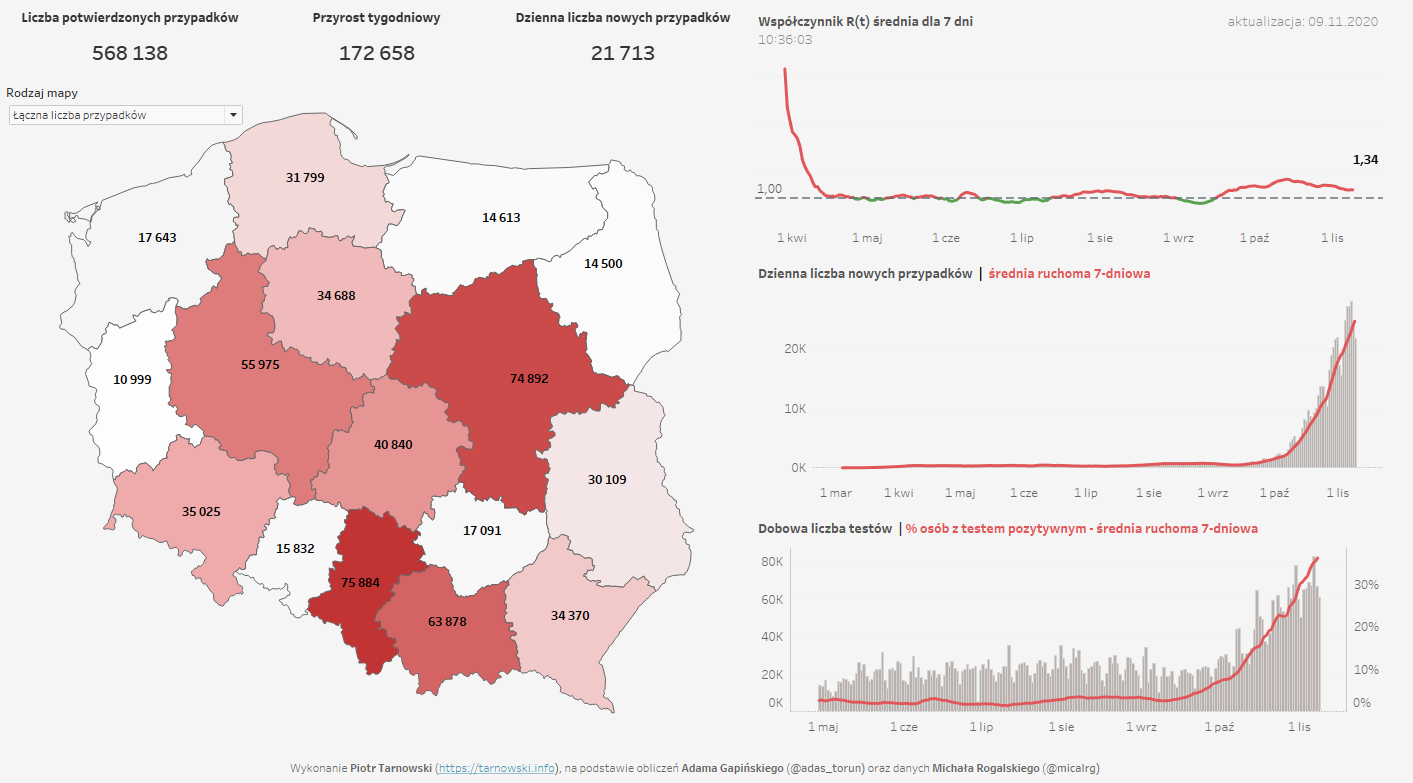 Liczba potwierdzonych przypadków
568 138
Przyrost tygodniowy
172 658
Dzienna liczba nowych przypadków
21 713
Rodzaj mapy
Łączna liczba przypadków
31 799
14 613
17 643
14 500
34 688
55 975
10 999
74 892
40 840
30 109
35 025
17 091
15 832
75 884
34 370
63 878
Współczynnik R(t) średnia dla 7 dni
aktualizacja: 09.11.2020
10:36:03
1,34
1,00
1 kwi 1 maj 1 cze 1 lip 1 sie 1 wrz 1 paź 1 lis
Dzienna liczba nowych przypadków | średnia ruchoma 7-dniowa
20K
10K
0K
1 mar 1 kwi 1 maj 1 cze 1 lip 1 sie 1 wrz 1 paź 1 lis
Dobowa liczba testów | % osób z testem pozytywnym - średnia ruchoma 7-dniowa
80K
60K
40K
20K
0K
30%
20%
10%
0%
1 maj 1 cze 1 lip 1 sie 1 wrz 1 paź 1 lis
Wykonanie Piotr Tarnowski (https://tarnowski.info), na podstawie obliczeń Adama Gapińskiego (@adas_torun) oraz danych Michała Rogalskiego (@micalrg)